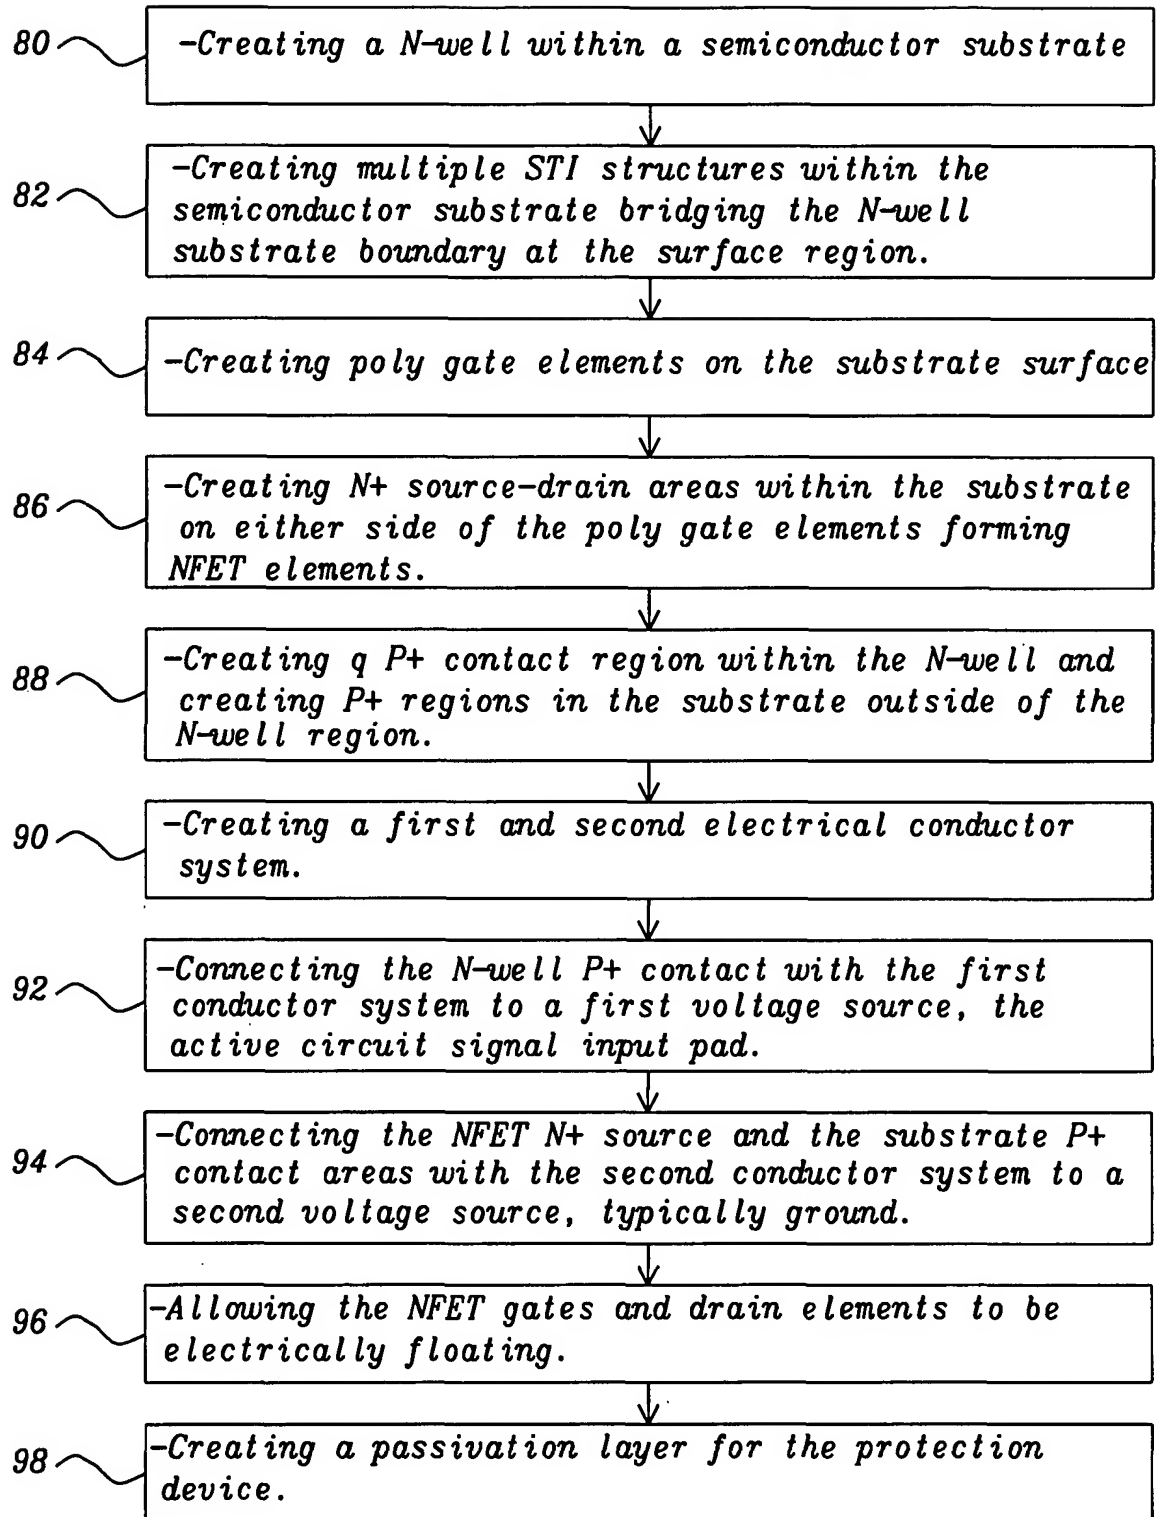 80
-Creating a N-well within a semiconductor substrate
82
-Creating multiple STI structures within the
semiconductor substrate bridging the N-well
substrate boundary at the surface region.
84
-Creating poly gate elements on the substrate surface
86
-Creating N+ source-drain areas within the substrate
on either side of the poly gate elements forming
NFET elements.
88
-Creating q P+ contact region within the N-well and
creating P+ regions in the substrate outside of the
N-well region.
90
-Creating a first and second electrical conductor
system.
92
-Connecting the N-well P+ contact with the first
conductor system to a first voltage source, the
active circuit signal input pad.
94
-Connecting the NFET N+ source and the substrate P+
contact areas with the second conductor system to a
second voltage source, typically ground.
96
-Allowing the NFET gates and drain elements to be
electrically floating.
98
-Creating a passivation layer for the protection
device.